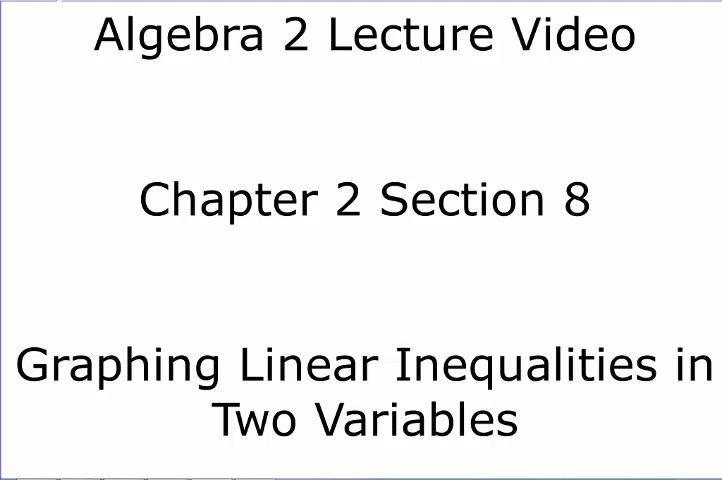 Algebra 2 Lecture Video
Chapter 2 Section 8
Graphing Linear Inequalities in
Two Variables